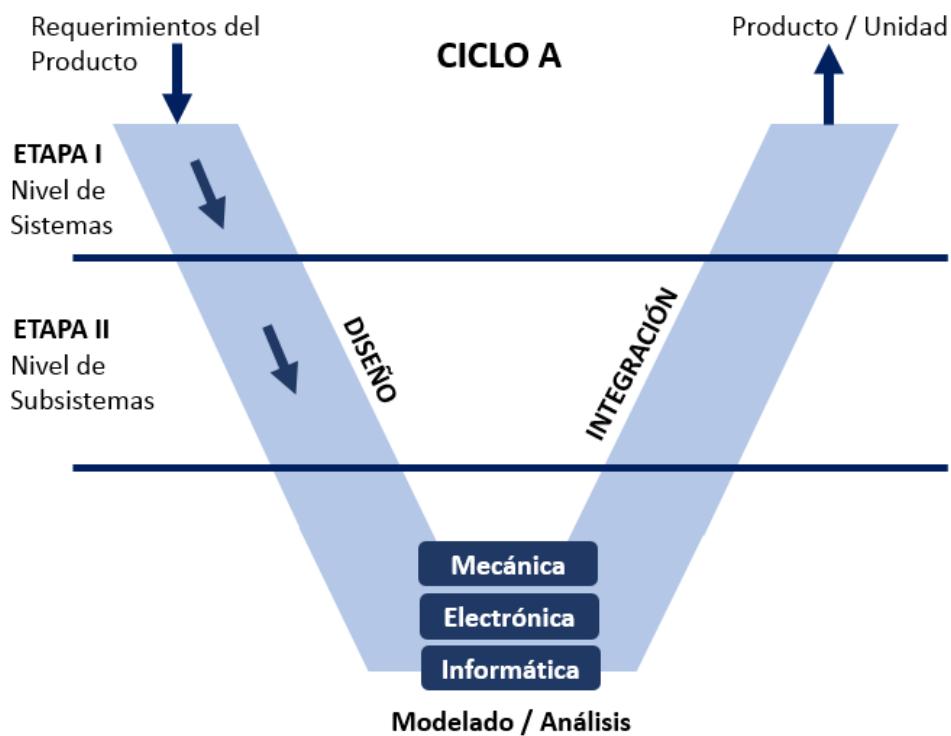 Requerimientos del
Producto
CICLO A
Producto / Unidad
ETAPA I
Nivel de
Sistemas
ETAPA II
Nivel de
Subsistemas
DISEÑO
INTEGRACIÓN
Mecánica
Electrónica
Informática
Modelado / Análisis